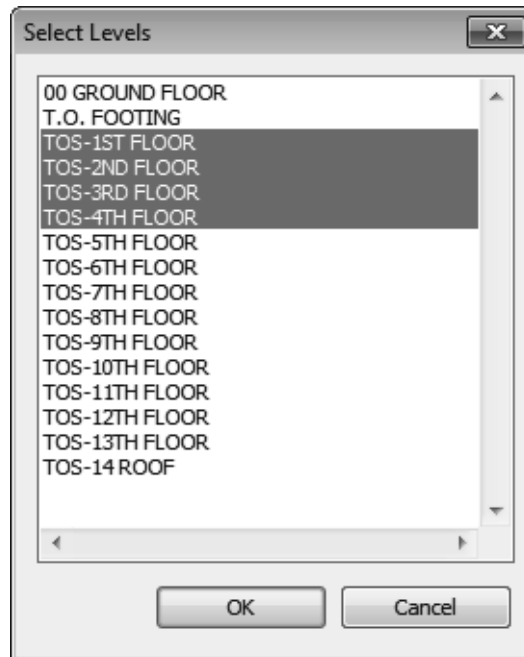 Select Levels
00 GROUND FLOOR
T.O. FOOTING
TOS-1ST FLOOR
TOS-2ND FLOOR
TOS-3RD FLOOR
TOS-4TH FLOOR
TOS-5TH FLOOR
TOS-6TH FLOOR
TOS-7TH FLOOR
TOS-8TH FLOOR
TOS-9TH FLOOR
TOS-10TH FLOOR
TOS-11TH FLOOR
TOS-12TH FLOOR
TOS-13TH FLOOR
TOS-14 ROOF
OK Cancel